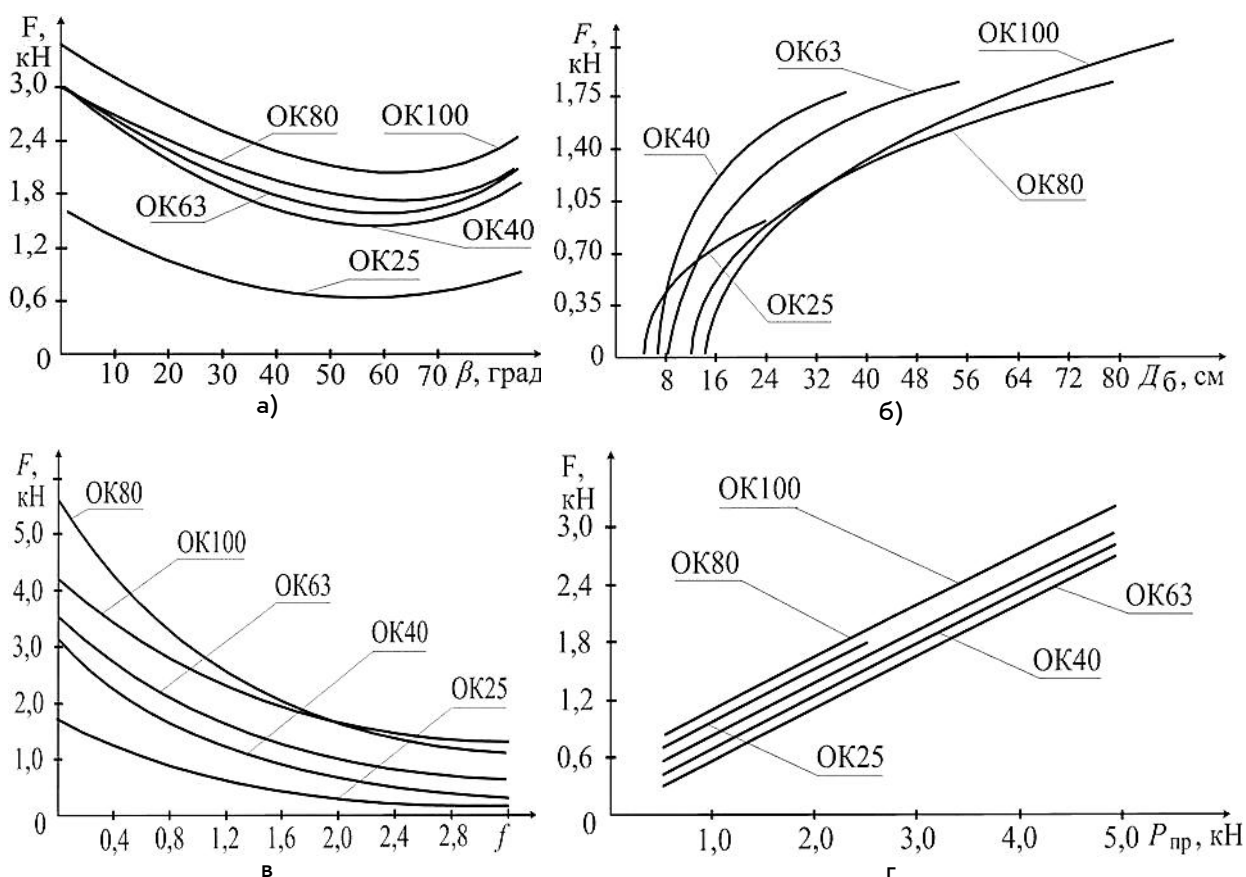 F,
кН
3,0
2,4
1,8
1,2
0,6
0
ОК80
ОК100
ОК63
ОК40
ОК25
10 20 30 40 50 60 70 β, град
а)
F,
кН
1,75
1,40
1,05
0,70
0,35
0
ОК63
ОК100
ОК40
ОК80
ОК25
8 16 24 32 40 48 56 64 72 80 Дб, см
б)
F,
кН
5,0
4,0
3,0
2,0
1,0
0
ОК80
ОК100
ОК63
ОК40
ОК25
0,4 0,8 1,2 1,6 2,0 2,4 2,8 f
в
F,
кН
3,0
2,4
1,8
1,2
0,6
0
ОК100
ОК80
ОК63
ОК40
ОК25
1,0 2,0 3,0 4,0 5,0 Pпр, кН
г